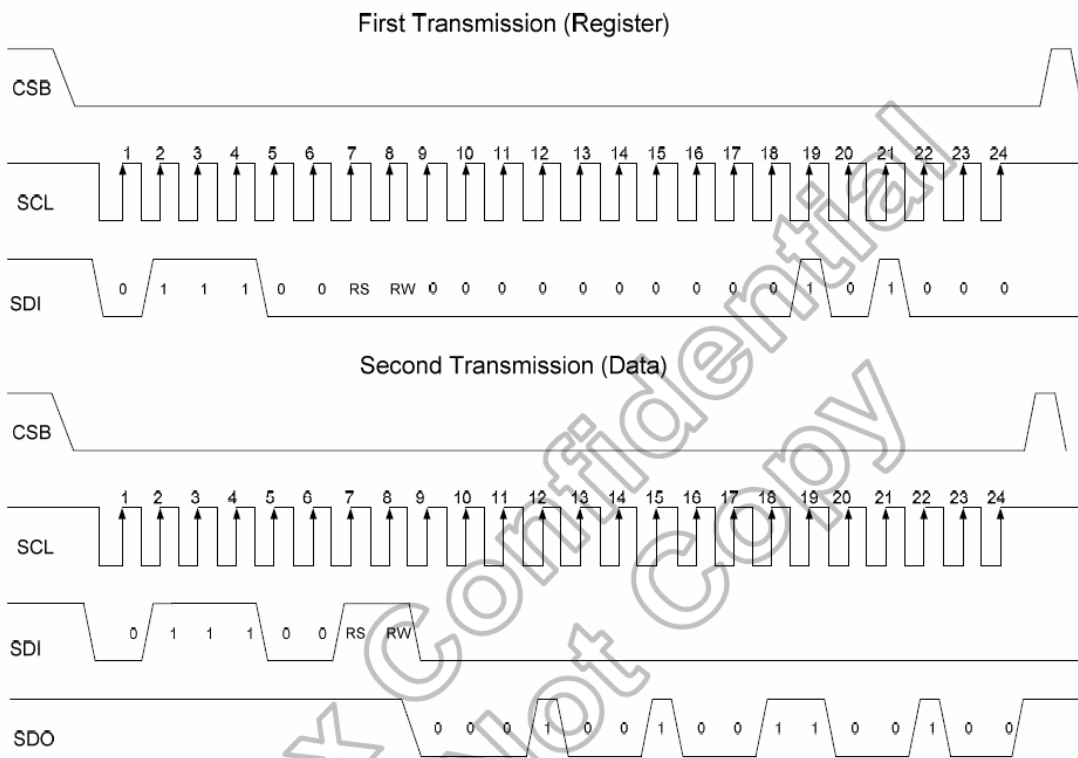 First Transmission (Register)
CSB
1 2 3 4 5 6 7 8 9 10 11 12 13 14 15 16 17 18 19 20 21 22 23 24
SCL
SDI 0 1 1 1 0 0 RS RW 0 0 0 0 0 0 0 0 0 0 1 0 1 0 0 0
Second Transmission (Data)
CSB
1 2 3 4 5 6 7 8 9 10 11 12 13 14 15 16 17 18 19 20 21 22 23 24
SCL
SDI 0 1 1 1 0 0 RS RW
SDO 0 0 0 1 0 0 1 0 0 1 1 0 0 1 0 0
x Confidential
Not Copy